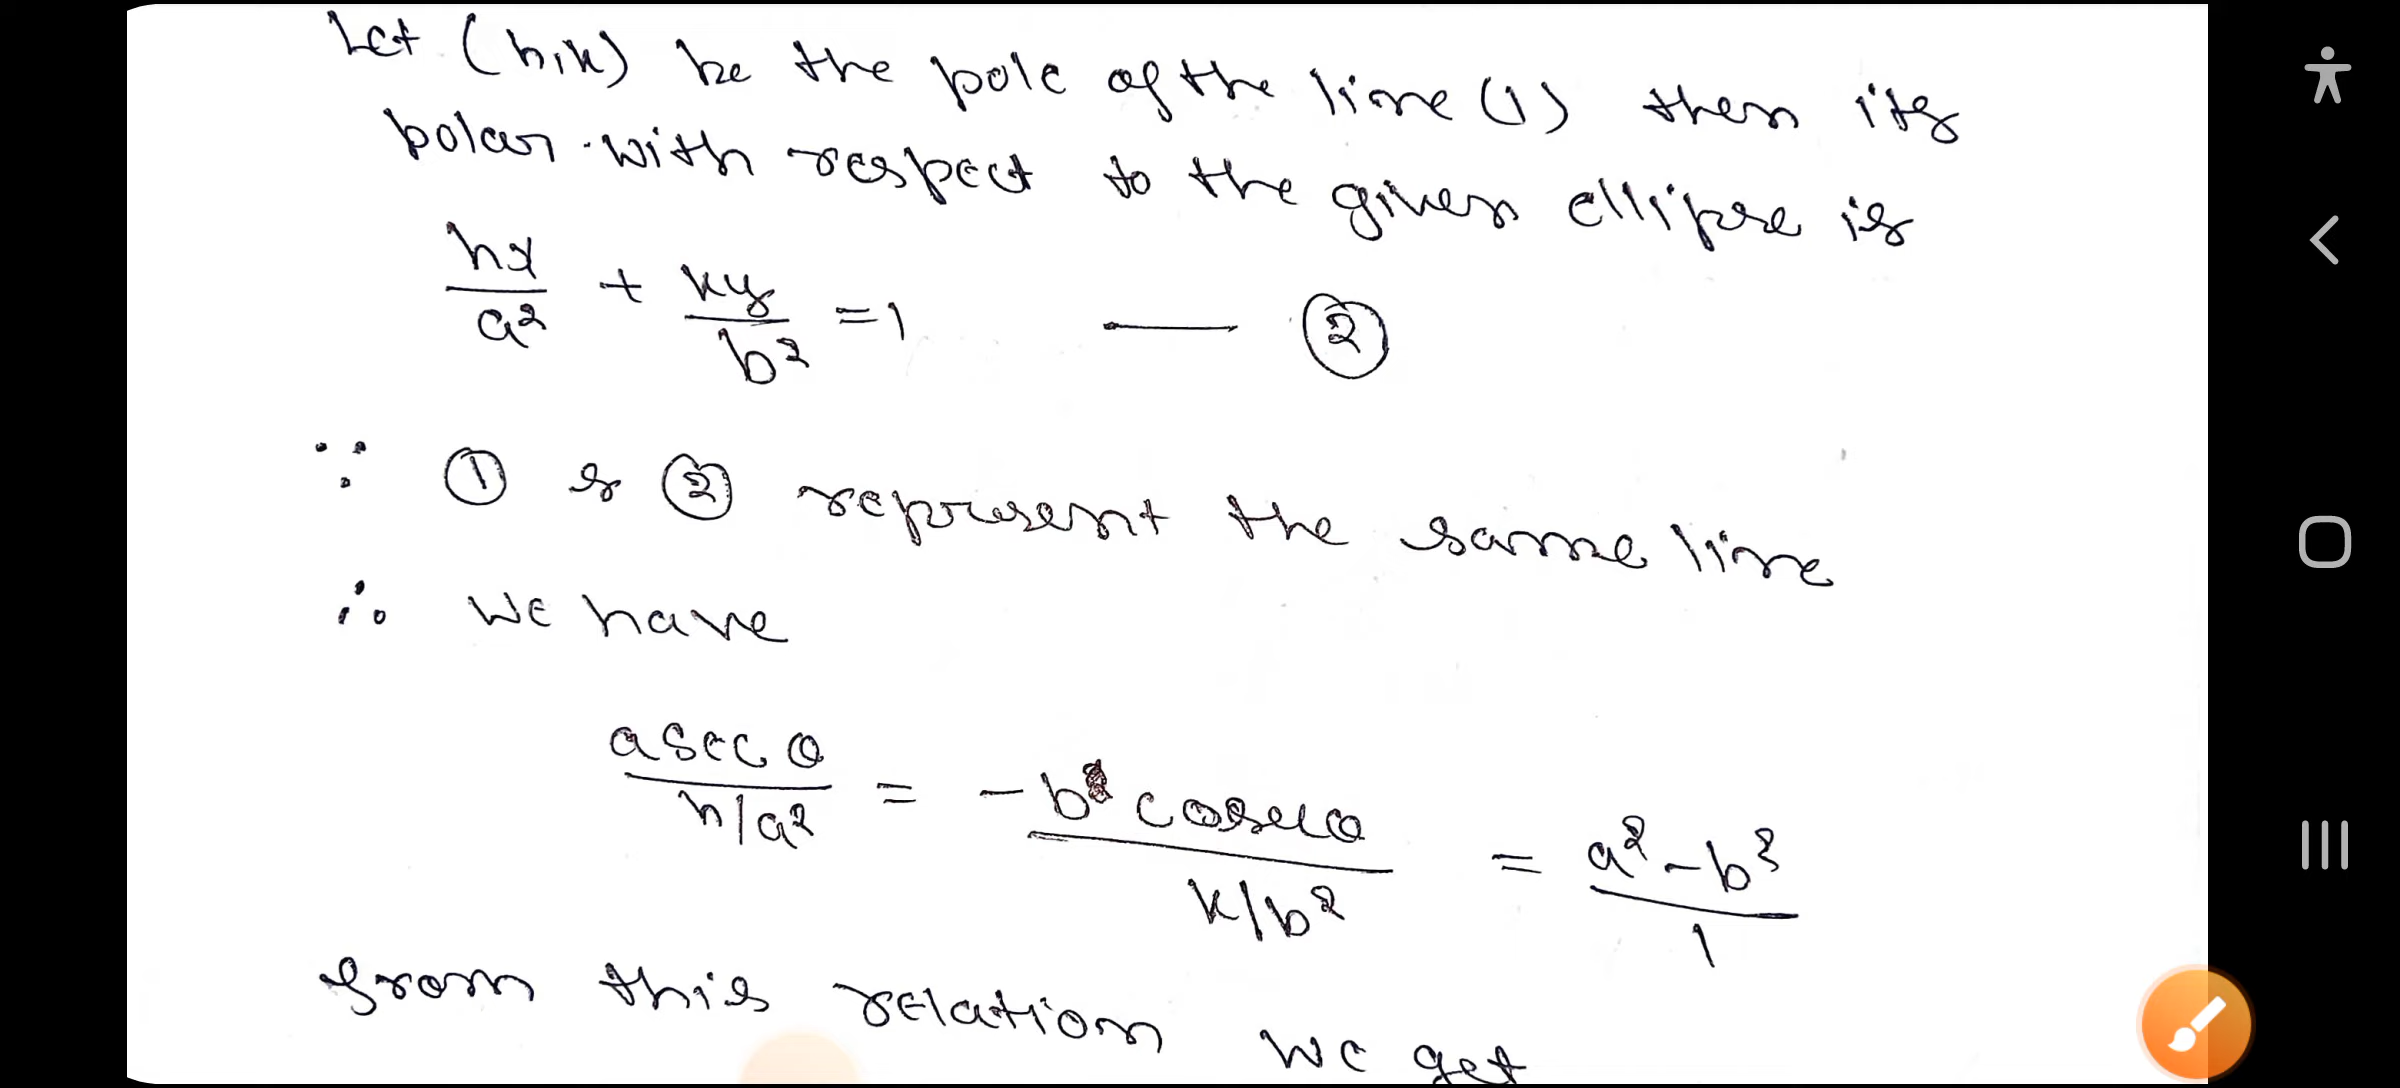 Let (h,k) be the pole of the line (1) then its
polar with respect to the given ellipse is
hx/a² + ky/b² = 1 — ②
∵ ① & ② represent the same line
∴ We have
a sec θ / h/a² = - b cosec θ / k/b² = a² - b² / 1
from this relation we get